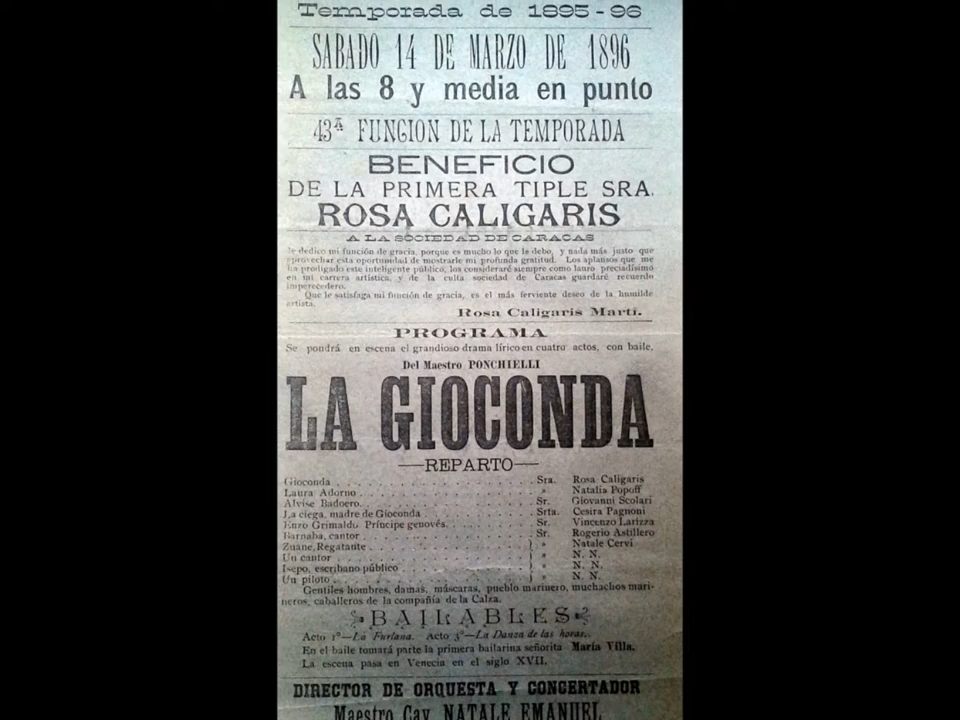 Temporada de 1895-96
SABADO 14 DE MARZO DE 1896
A las 8 y media en punto
43ª FUNCION DE LA TEMPORADA
BENEFICIO
DE LA PRIMERA TIPLE SRA.
ROSA CALIGARIS
A LA SOCIEDAD DE CARACAS
le dedico mi función de gracia, porque es mucho lo que le debo, y nada más justo que
aprovechar esta oportunidad de mostrarle mi profunda gratitud. Los aplausos que me
ha prodigado este inteligente público, los consideraré siempre como lauro preciadísimo
en mi carrera artística, y de la culta sociedad de Caracas guardaré recuerdo
imperecedero.
Que le satisfaga mi función de gracia, es el más ferviente deseo de la humilde
artista.
Rosa Caligaris Martí.
PROGRAMA
Se pondrá en escena el grandioso drama lírico en cuatro actos, con baile,
Del Maestro PONCHIELLI
LA GIOCONDA
—REPARTO—
Gioconda . . . . . . . . . . Sra. Rosa Caligaris
Laura Adorno . . . . . . . . . . » Natalia Popoff
Alvise Badoero. . . . . . . . . . Sr. Giovanni Scolari
La ciega, madre de Gioconda . . . . . . . . Srta. Cesira Pagnoni
Enzo Grimaldo Príncipe genovés. . . . . . . . Sr. Vincenzo Larizza
Barnaba, cantor . . . . . . . . . . Sr. Rogerio Astillero
Zuane, Regatante . . . . . . . . . . } » Natale Cervi
Un cantor . . . . . . . . . . » N. N.
Isepo, escribano público . . . . . . . . } » N. N.
Un piloto . . . . . . . . . . » N. N.
Gentiles hombres, damas, máscaras, pueblo marinero, muchachos mari-
neros, caballeros de la compañía de la Calza.
BAILABLES
Acto 1º—La Furlana. Acto 3º—La Danza de las horas.
En el baile tomará parte la primera bailarina señorita María Villa.
La escena pasa en Venecia en el siglo XVII.
DIRECTOR DE ORQUESTA Y CONCERTADOR
Maestro Cav. NATALE EMANUEL